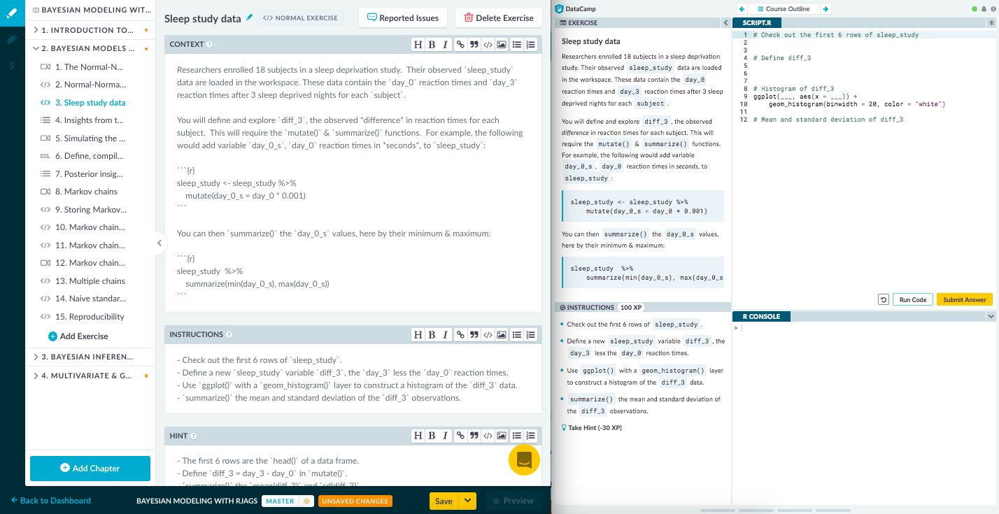 BAYESIAN MODELING WIT...
1. INTRODUCTION TO...
2. BAYESIAN MODELS ...
1. The Normal-N...
2. Normal-Norma...
3. Sleep study data
4. Insights from t...
5. Simulating the ...
6. Define, compil...
7. Posterior insig...
8. Markov chains
9. Storing Markov...
10. Markov chain...
11. Markov chain...
12. Markov chain...
13. Multiple chains
14. Naive standar...
15. Reproducibility
Add Exercise
3. BAYESIAN INFEREN...
4. MULTIVARIATE & G...
Add Chapter
Back to Dashboard
Sleep study data
</> NORMAL EXERCISE
Reported Issues
Delete Exercise
CONTEXT ?
H B I
Researchers enrolled 18 subjects in a sleep deprivation study.  Their observed `sleep_study`
data are loaded in the workspace. These data contain the `day_0` reaction times and `day_3`
reaction times after 3 sleep deprived nights for each `subject`.
You will define and explore `diff_3`, the observed *difference* in reaction times for each
subject.  This will require the `mutate()` & `summarize()` functions.  For example, the following
would add variable `day_0_s`, `day_0` reaction times in *seconds*, to `sleep_study`:
```{r}
sleep_study <- sleep_study %>%
    mutate(day_0_s = day_0 * 0.001)
```
You can then `summarize()` the `day_0_s` values, here by their minimum & maximum:
```{r}
sleep_study  %>%
    summarize(min(day_0_s), max(day_0_s))
```
INSTRUCTIONS ?
H B I
- Check out the first 6 rows of `sleep_study`.
- Define a new `sleep_study` variable `diff_3`, the `day_3` less the `day_0` reaction times.
- Use `ggplot()` with a `geom_histogram()` layer to construct a histogram of the `diff_3` data.
- `summarize()` the mean and standard deviation of the `diff_3` observations.
HINT ?
H B I
- The first 6 rows are the `head()` of a data frame.
- Define `diff_3 = day_3 - day_0` in `mutate()`.
- `summarize()` the `mean(diff_3)` and `sd(diff_3)`
BAYESIAN MODELING WITH RJAGS
MASTER
UNSAVED CHANGES
Save
Preview
DataCamp
Course Outline
EXERCISE
Sleep study data
Researchers enrolled 18 subjects in a sleep deprivation
study. Their observed sleep_study data are loaded
in the workspace. These data contain the day_0
reaction times and day_3 reaction times after 3 sleep
deprived nights for each subject .
You will define and explore diff_3 , the observed
difference in reaction times for each subject. This will
require the mutate() & summarize() functions.
For example, the following would add variable
day_0_s , day_0 reaction times in seconds, to
sleep_study :
sleep_study <- sleep_study %>%
    mutate(day_0_s = day_0 * 0.001)
You can then summarize() the day_0_s values,
here by their minimum & maximum:
sleep_study  %>%
    summarize(min(day_0_s), max(day_0_s
INSTRUCTIONS 100 XP
Check out the first 6 rows of sleep_study .
Define a new sleep_study variable diff_3 , the
day_3 less the day_0 reaction times.
Use ggplot() with a geom_histogram() layer
to construct a histogram of the diff_3 data.
summarize() the mean and standard deviation of
the diff_3 observations.
Take Hint (-30 XP)
SCRIPT.R
1 # Check out the first 6 rows of sleep_study
2
3
4 # Define diff_3
5
6
7
8 # Histogram of diff_3
9 ggplot(___, aes(x = ___)) +
10     geom_histogram(binwidth = 20, color = "white")
11
12 # Mean and standard deviation of diff_3
Run Code
Submit Answer
R CONSOLE
>